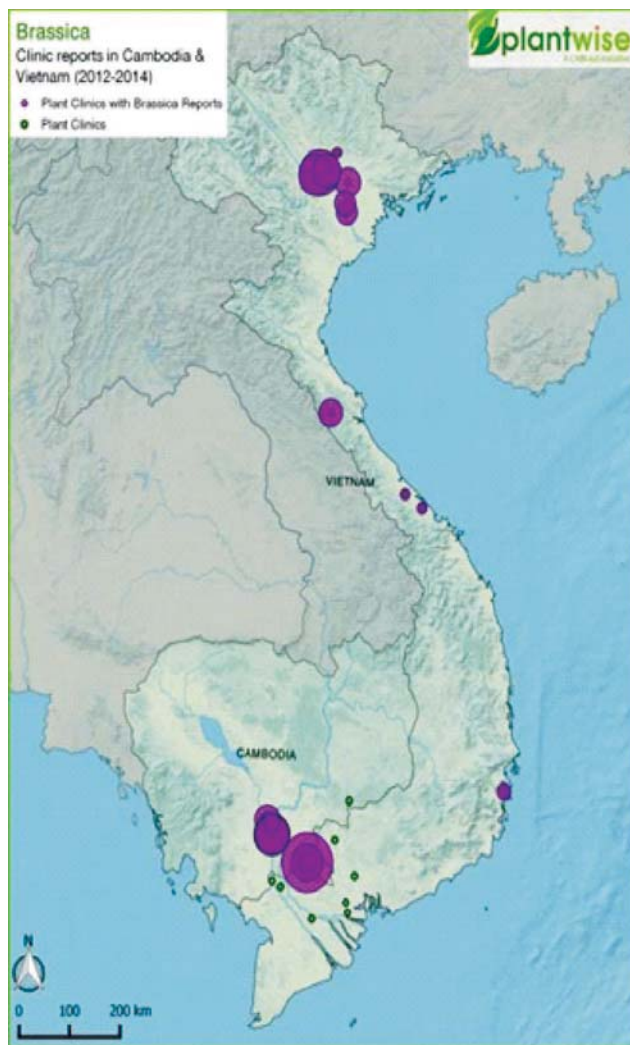 Brassica
Clinic reports in Cambodia &
Vietnam (2012-2014)
Plant Clinics with Brassica Reports
Plant Clinics
plantwise
VIETNAM
CAMBODIA
N
0 100 200 km